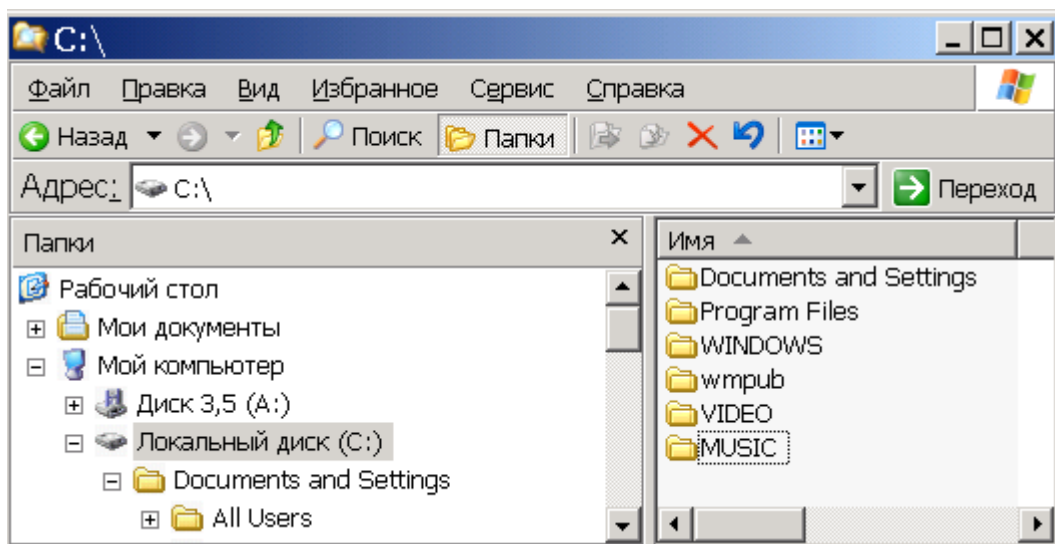 C:\
Файл Правка Вид Избранное Сервис Справка
Назад Поиск Папки
Адрес: C:\ Переход
Папки
Рабочий стол
Мои документы
Мой компьютер
Диск 3,5 (A:)
Локальный диск (C:)
Documents and Settings
All Users
Имя
Documents and Settings
Program Files
WINDOWS
wmpub
VIDEO
MUSIC